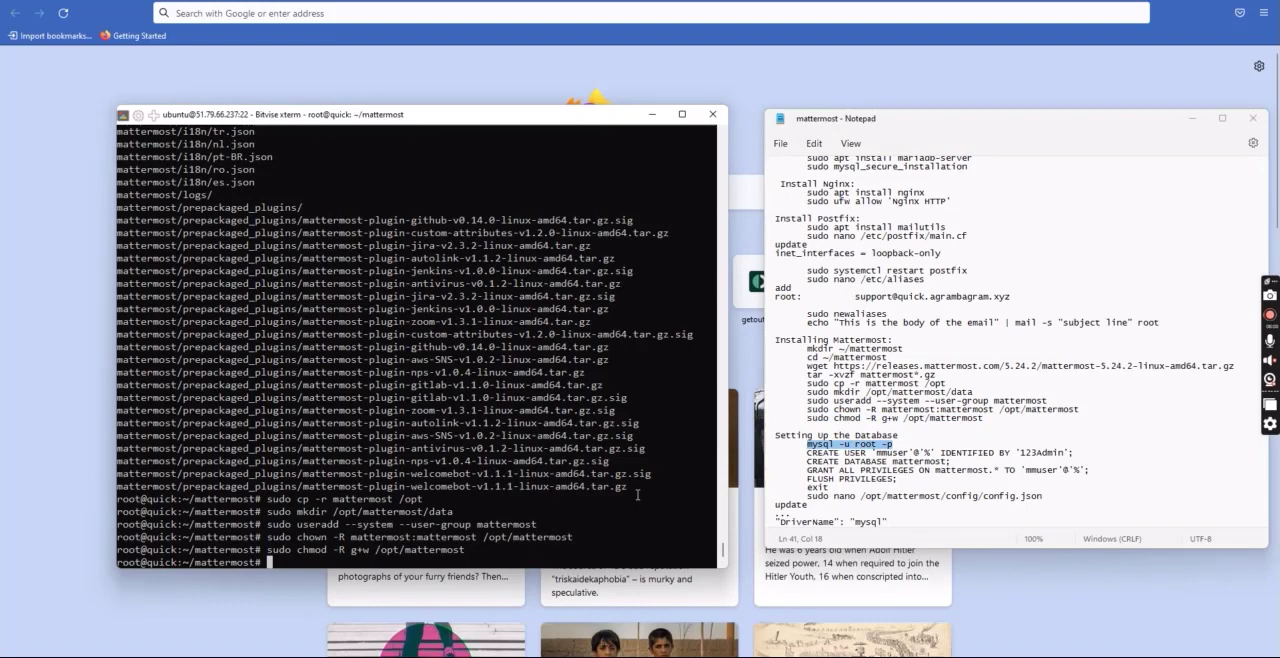 Search with Google or enter address
Import bookmarks...
Getting Started
ubuntu@51.79.66.237:22 - Bitvise xterm - root@quick: ~/mattermost
mattermost/i18n/tr.json
mattermost/i18n/nl.json
mattermost/i18n/pt-BR.json
mattermost/i18n/ro.json
mattermost/i18n/es.json
mattermost/logs/
mattermost/prepackaged_plugins/
mattermost/prepackaged_plugins/mattermost-plugin-github-v0.14.0-linux-amd64.tar.gz.sig
mattermost/prepackaged_plugins/mattermost-plugin-custom-attributes-v1.2.0-linux-amd64.tar.gz
mattermost/prepackaged_plugins/mattermost-plugin-jira-v2.3.2-linux-amd64.tar.gz
mattermost/prepackaged_plugins/mattermost-plugin-autolink-v1.1.2-linux-amd64.tar.gz
mattermost/prepackaged_plugins/mattermost-plugin-jenkins-v1.0.0-linux-amd64.tar.gz.sig
mattermost/prepackaged_plugins/mattermost-plugin-antivirus-v0.1.2-linux-amd64.tar.gz
mattermost/prepackaged_plugins/mattermost-plugin-jira-v2.3.2-linux-amd64.tar.gz.sig
mattermost/prepackaged_plugins/mattermost-plugin-jenkins-v1.0.0-linux-amd64.tar.gz
mattermost/prepackaged_plugins/mattermost-plugin-zoom-v1.3.1-linux-amd64.tar.gz
mattermost/prepackaged_plugins/mattermost-plugin-custom-attributes-v1.2.0-linux-amd64.tar.gz.sig
mattermost/prepackaged_plugins/mattermost-plugin-github-v0.14.0-linux-amd64.tar.gz
mattermost/prepackaged_plugins/mattermost-plugin-aws-SNS-v1.0.2-linux-amd64.tar.gz
mattermost/prepackaged_plugins/mattermost-plugin-nps-v1.0.4-linux-amd64.tar.gz
mattermost/prepackaged_plugins/mattermost-plugin-gitlab-v1.1.0-linux-amd64.tar.gz
mattermost/prepackaged_plugins/mattermost-plugin-gitlab-v1.1.0-linux-amd64.tar.gz.sig
mattermost/prepackaged_plugins/mattermost-plugin-zoom-v1.3.1-linux-amd64.tar.gz.sig
mattermost/prepackaged_plugins/mattermost-plugin-autolink-v1.1.2-linux-amd64.tar.gz.sig
mattermost/prepackaged_plugins/mattermost-plugin-aws-SNS-v1.0.2-linux-amd64.tar.gz.sig
mattermost/prepackaged_plugins/mattermost-plugin-antivirus-v0.1.2-linux-amd64.tar.gz.sig
mattermost/prepackaged_plugins/mattermost-plugin-nps-v1.0.4-linux-amd64.tar.gz.sig
mattermost/prepackaged_plugins/mattermost-plugin-welcomebot-v1.1.1-linux-amd64.tar.gz.sig
mattermost/prepackaged_plugins/mattermost-plugin-welcomebot-v1.1.1-linux-amd64.tar.gz
root@quick:~/mattermost# sudo cp -r mattermost /opt
root@quick:~/mattermost# sudo mkdir /opt/mattermost/data
root@quick:~/mattermost# sudo useradd --system --user-group mattermost
root@quick:~/mattermost# sudo chown -R mattermost:mattermost /opt/mattermost
root@quick:~/mattermost# sudo chmod -R g+w /opt/mattermost
root@quick:~/mattermost#
mattermost - Notepad
File Edit View
sudo apt install mariadb-server
sudo mysql_secure_installation
Install Nginx:
sudo apt install nginx
sudo ufw allow 'Nginx HTTP'
Install Postfix:
sudo apt install mailutils
sudo nano /etc/postfix/main.cf
update
inet_interfaces = loopback-only
sudo systemctl restart postfix
sudo nano /etc/aliases
add
root: support@quick.agrambagram.xyz
sudo newaliases
echo "This is the body of the email" | mail -s "subject line" root
Installing Mattermost:
mkdir ~/mattermost
cd ~/mattermost
wget https://releases.mattermost.com/5.24.2/mattermost-5.24.2-linux-amd64.tar.gz
tar -xvzf mattermost*.gz
sudo cp -r mattermost /opt
sudo mkdir /opt/mattermost/data
sudo useradd --system --user-group mattermost
sudo chown -R mattermost:mattermost /opt/mattermost
sudo chmod -R g+w /opt/mattermost
Setting Up the Database
mysql -u root -p
CREATE USER 'mmuser'@'%' IDENTIFIED BY '123Admin';
CREATE DATABASE mattermost;
GRANT ALL PRIVILEGES ON mattermost.* TO 'mmuser'@'%';
FLUSH PRIVILEGES;
exit
sudo nano /opt/mattermost/config/config.json
update
...
"DriverName": "mysql"
Ln 41, Col 18
100%
Windows (CRLF)
UTF-8
getout
photographs of your furry friends? Then...
"triskaidekaphobia" – is murky and
speculative.
He was 6 years old when Adolf Hitler
seized power, 14 when required to join the
Hitler Youth, 16 when conscripted into...